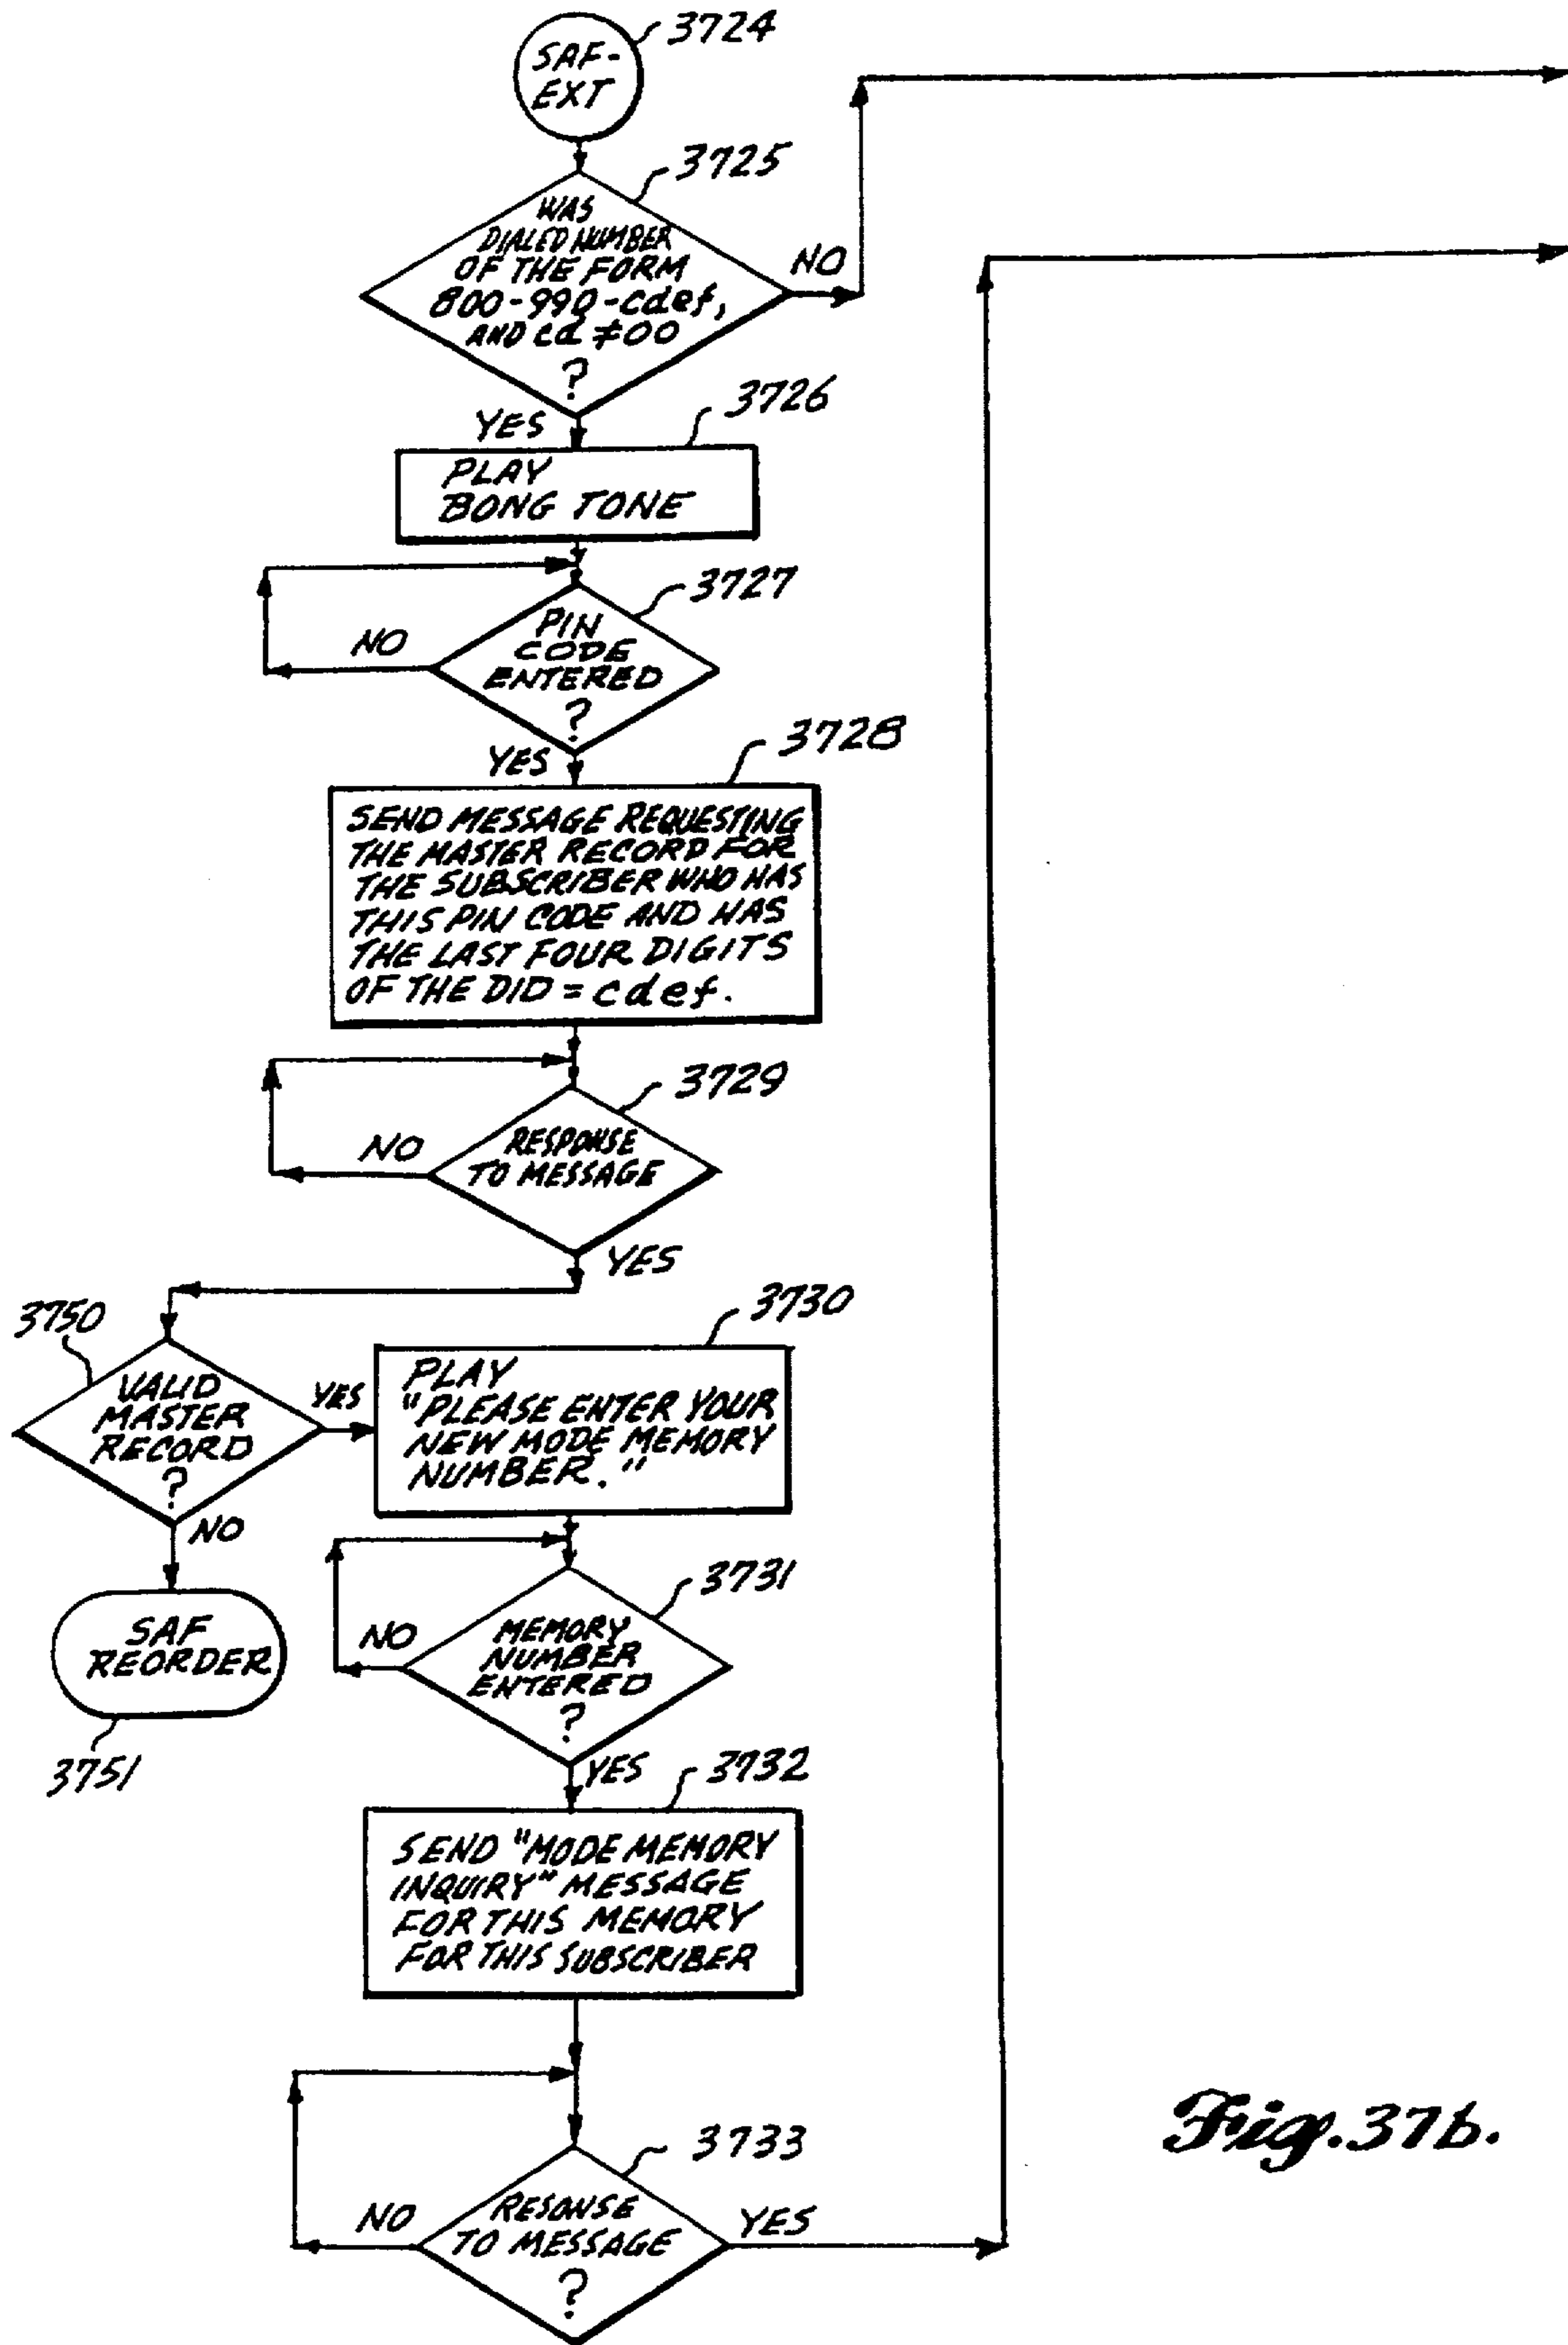 3724
SAF-
EXT
3725
WAS
DIALED NUMBER
OF THE FORM
800-990-cdef,
AND cd ≠ 00
?
NO
YES
3726
PLAY
BONG TONE
3727
PIN
CODE
ENTERED
?
NO
YES
3728
SEND MESSAGE REQUESTING
THE MASTER RECORD FOR
THE SUBSCRIBER WHO HAS
THIS PIN CODE AND HAS
THE LAST FOUR DIGITS
OF THE DID = cdef.
3729
RESPONSE
TO MESSAGE
NO
YES
3750
VALID
MASTER
RECORD
?
YES
NO
3730
PLAY
"PLEASE ENTER YOUR
NEW MODE MEMORY
NUMBER."
SAF
REORDER
3751
3731
MEMORY
NUMBER
ENTERED
?
NO
YES
3732
SEND "MODE MEMORY
INQUIRY" MESSAGE
FOR THIS MEMORY
FOR THIS SUBSCRIBER
3733
RESONSE
TO MESSAGE
?
NO
YES
Fig. 37b.